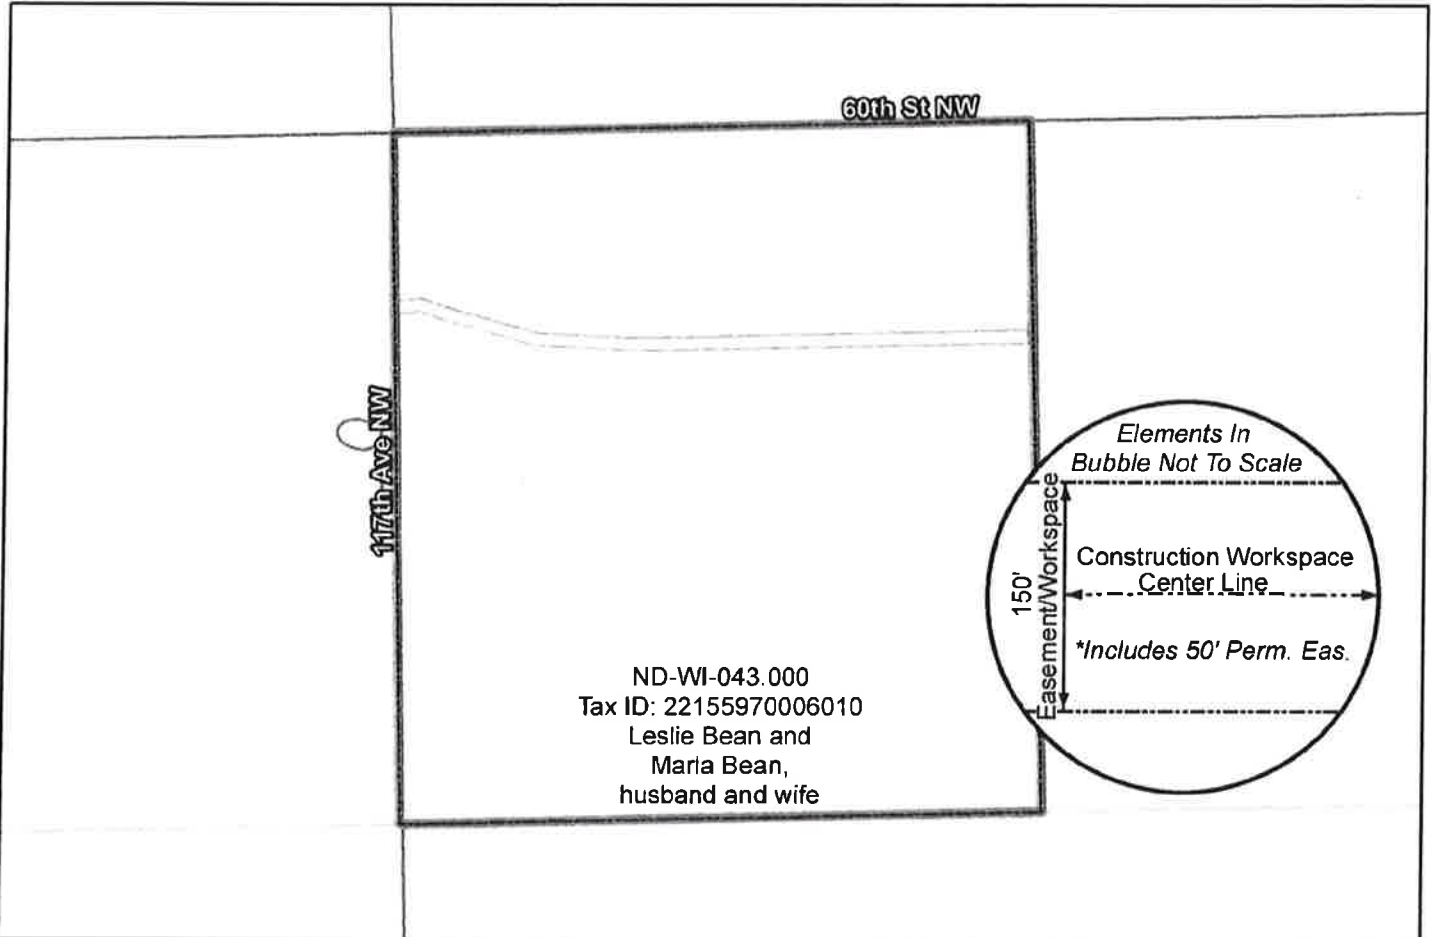 60th St NW
117th Ave NW
Elements In
Bubble Not To Scale
150'
Easement/Workspace
Construction Workspace
Center Line
*Includes 50' Perm. Eas.
ND-WI-043.000
Tax ID: 22155970006010
Leslie Bean and
Marla Bean,
husband and wife